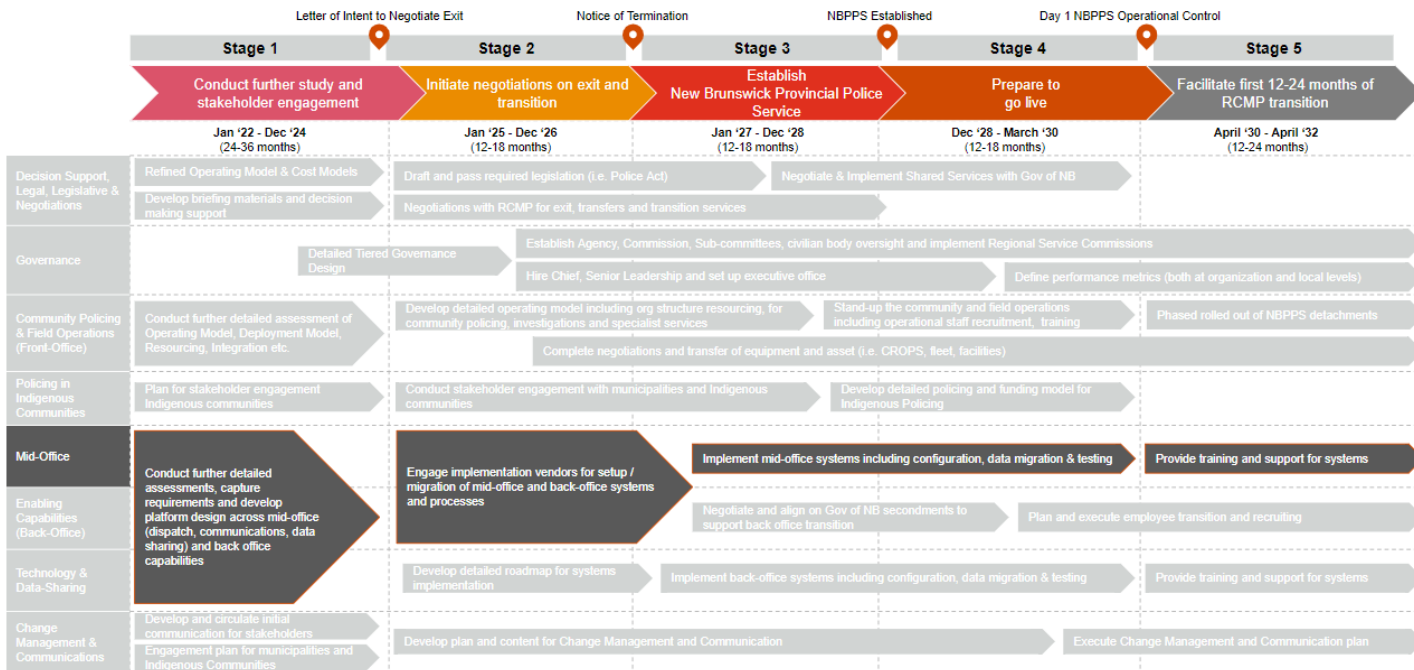 Letter of Intent to Negotiate Exit
Notice of Termination
NBPPS Established
Day 1 NBPPS Operational Control
Stage 1
Stage 2
Stage 3
Stage 4
Stage 5
Conduct further study and
stakeholder engagement
Initiate negotiations on exit and
transition
Establish
New Brunswick Provincial Police
Service
Prepare to
go live
Facilitate first 12-24 months of
RCMP transition
Jan ‘22 - Dec ‘24
(24-36 months)
Jan ‘25 - Dec ‘26
(12-18 months)
Jan ‘27 - Dec ‘28
(12-18 months)
Dec ‘28 - March ‘30
(12-18 months)
April ‘30 - April ‘32
(12-24 months)
Decision Support,
Legal, Legislative &
Negotiations
Refined Operating Model & Cost Models
Develop briefing materials and decision
making support
Draft and pass required legislation (i.e. Police Act)
Negotiate & Implement Shared Services with Gov of NB
Negotiations with RCMP for exit, transfers and transition services
Governance
Detailed Tiered Governance
Design
Establish Agency, Commission, Sub-committees, civilian body oversight and implement Regional Service Commissions
Hire Chief, Senior Leadership and set up executive office
Define performance metrics (both at organization and local levels)
Community Policing
& Field Operations
(Front-Office)
Conduct further detailed assessment of
Operating Model, Deployment Model,
Resourcing, Integration etc.
Develop detailed operating model including org structure resourcing, for
community policing, investigations and specialist services
Stand-up the community and field operations
including operational staff recruitment, training
Phased rolled out of NBPPS detachments
Complete negotiations and transfer of equipment and asset (i.e. CROPS, fleet, facilities)
Policing in
Indigenous
Communities
Plan for stakeholder engagement
Indigenous communities
Conduct stakeholder engagement with municipalities and Indigenous
communities
Develop detailed policing and funding model for
Indigenous Policing
Mid-Office
Conduct further detailed
assessments, capture
requirements and develop
platform design across mid-office
(dispatch, communications, data
sharing) and back office
capabilities
Engage implementation vendors for setup /
migration of mid-office and back-office systems
and processes
Implement mid-office systems including configuration, data migration & testing
Provide training and support for systems
Enabling
Capabilities
(Back-Office)
Negotiate and align on Gov of NB secondments to
support back office transition
Plan and execute employee transition and recruiting
Technology &
Data-Sharing
Develop detailed roadmap for systems
implementation
Implement back-office systems including configuration, data migration & testing
Provide training and support for systems
Change
Management &
Communications
Develop and circulate initial
communication for stakeholders
Engagement plan for municipalities and
Indigenous Communities
Develop plan and content for Change Management and Communication
Execute Change Management and Communication plan